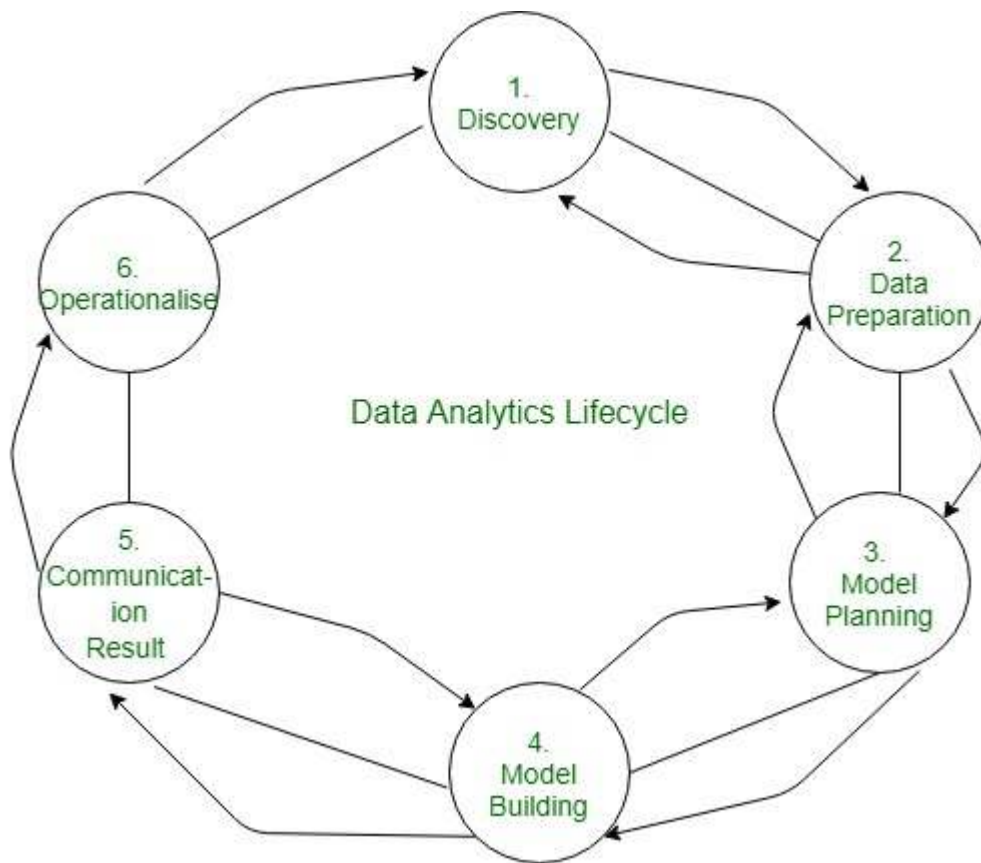 1.
Discovery
2.
Data
Preparation
3.
Model
Planning
4.
Model
Building
5.
Communicat-
ion
Result
6.
Operationalise
Data Analytics Lifecycle